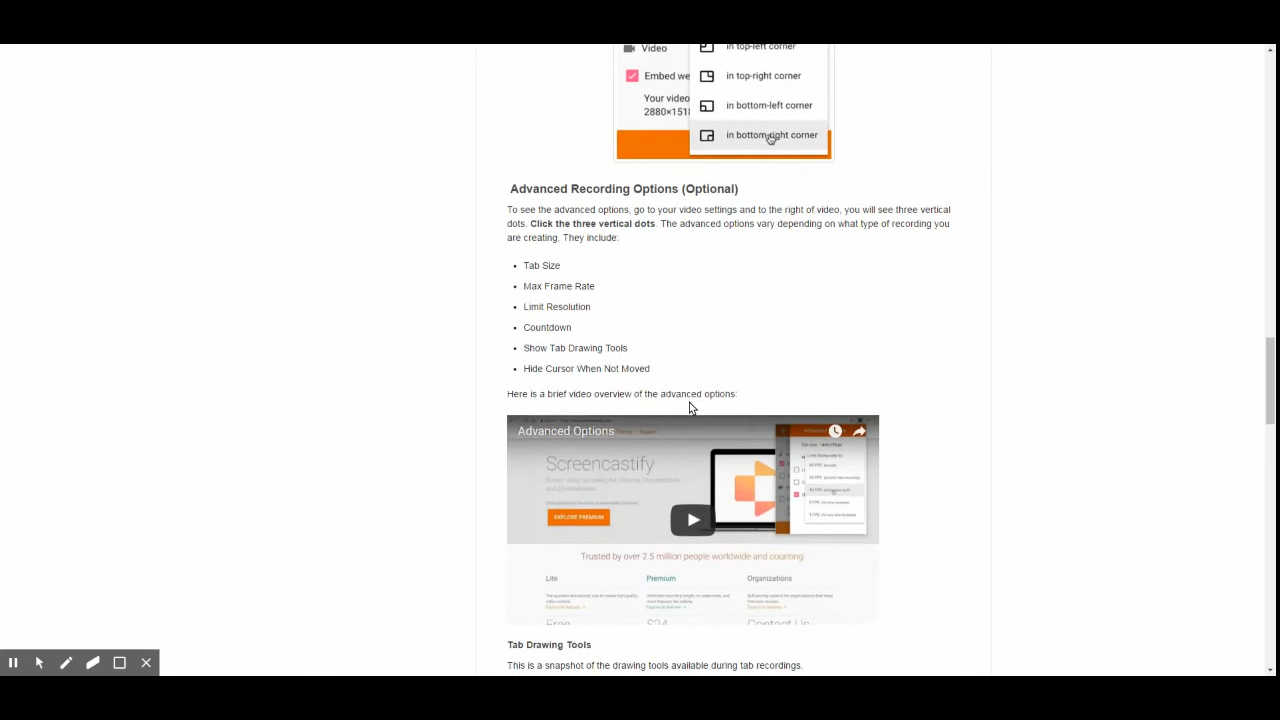 in top-left corner
Video
Embed we
in top-right corner
Your video
2880×1518
in bottom-left corner
in bottom-right corner
Advanced Recording Options (Optional)
To see the advanced options, go to your video settings and to the right of video, you will see three vertical
dots. Click the three vertical dots. The advanced options vary depending on what type of recording you
are creating. They include:
• Tab Size
• Max Frame Rate
• Limit Resolution
• Countdown
• Show Tab Drawing Tools
• Hide Cursor When Not Moved
Here is a brief video overview of the advanced options:
Advanced Options
Screencastify
EXPLORE PREMIUM
Trusted by over 2.5 million people worldwide and counting.
Lite
Premium
Organizations
Free
$24
Contact Us
Tab Drawing Tools
This is a snapshot of the drawing tools available during tab recordings.